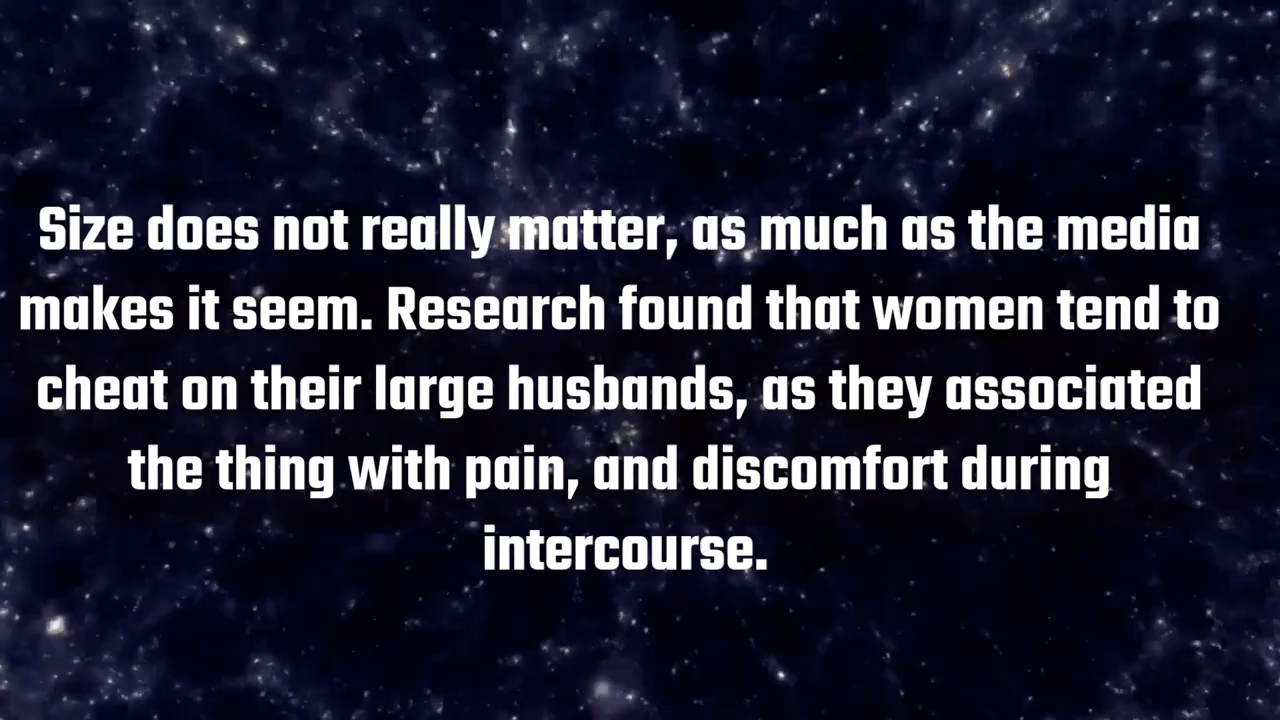 Size does not really matter, as much as the media
makes it seem. Research found that women tend to
cheat on their large husbands, as they associated
the thing with pain, and discomfort during
intercourse.